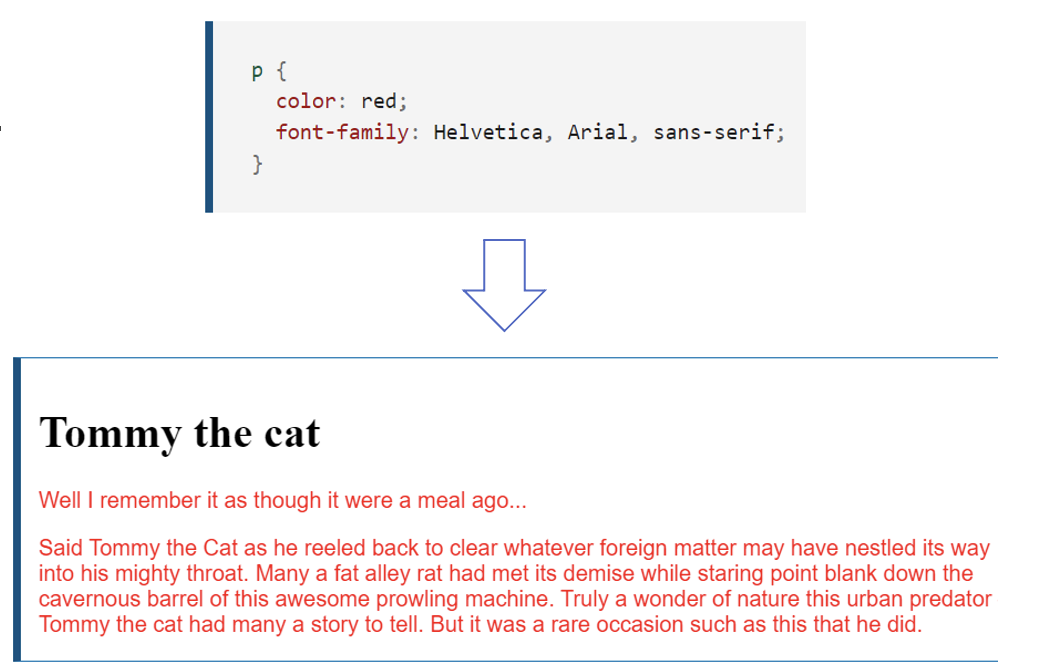 p {
color: red;
font-family: Helvetica, Arial, sans-serif;
}
Tommy the cat
Well I remember it as though it were a meal ago...
Said Tommy the Cat as he reeled back to clear whatever foreign matter may have nestled its way
into his mighty throat. Many a fat alley rat had met its demise while staring point blank down the
cavernous barrel of this awesome prowling machine. Truly a wonder of nature this urban predator
Tommy the cat had many a story to tell. But it was a rare occasion such as this that he did.